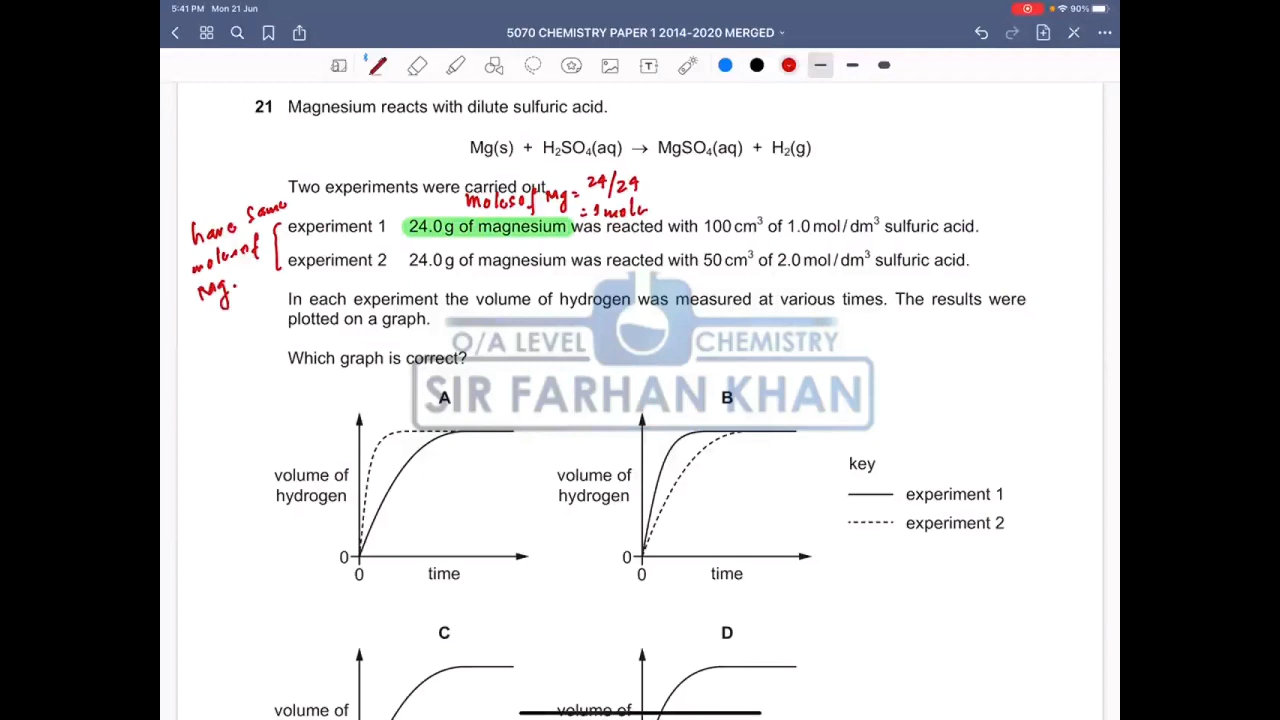 5:41 PM Mon 21 Jun
90%
5070 CHEMISTRY PAPER 1 2014-2020 MERGED
21 Magnesium reacts with dilute sulfuric acid.
Mg(s) + H₂SO₄(aq) → MgSO₄(aq) + H₂(g)
Two experiments were carried out
moles of Mg = 24/24
= 1 mole
have same
moles of
Mg.
experiment 1 24.0 g of magnesium was reacted with 100 cm³ of 1.0 mol/dm³ sulfuric acid.
experiment 2 24.0 g of magnesium was reacted with 50 cm³ of 2.0 mol/dm³ sulfuric acid.
In each experiment the volume of hydrogen was measured at various times. The results were
plotted on a graph.
O/A LEVEL CHEMISTRY
Which graph is correct?
SIR FARHAN KHAN
A B
volume of
hydrogen
0
0
time
volume of
hydrogen
0
0
time
key
experiment 1
experiment 2
C D
volume of
volume of